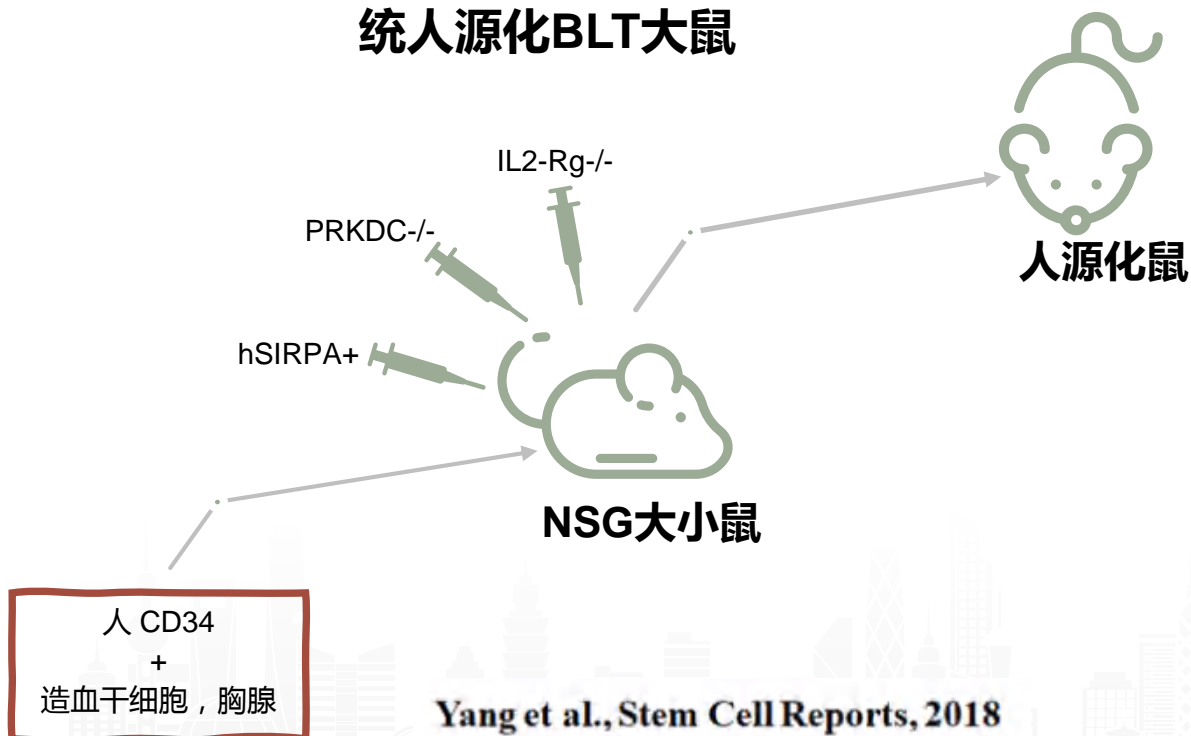 统人源化BLT大鼠
IL2-Rg-/-
PRKDC-/-
hSIRPA+
人源化鼠
NSG大小鼠
人 CD34
+
造血干细胞，胸腺
Yang et al., Stem Cell Reports, 2018